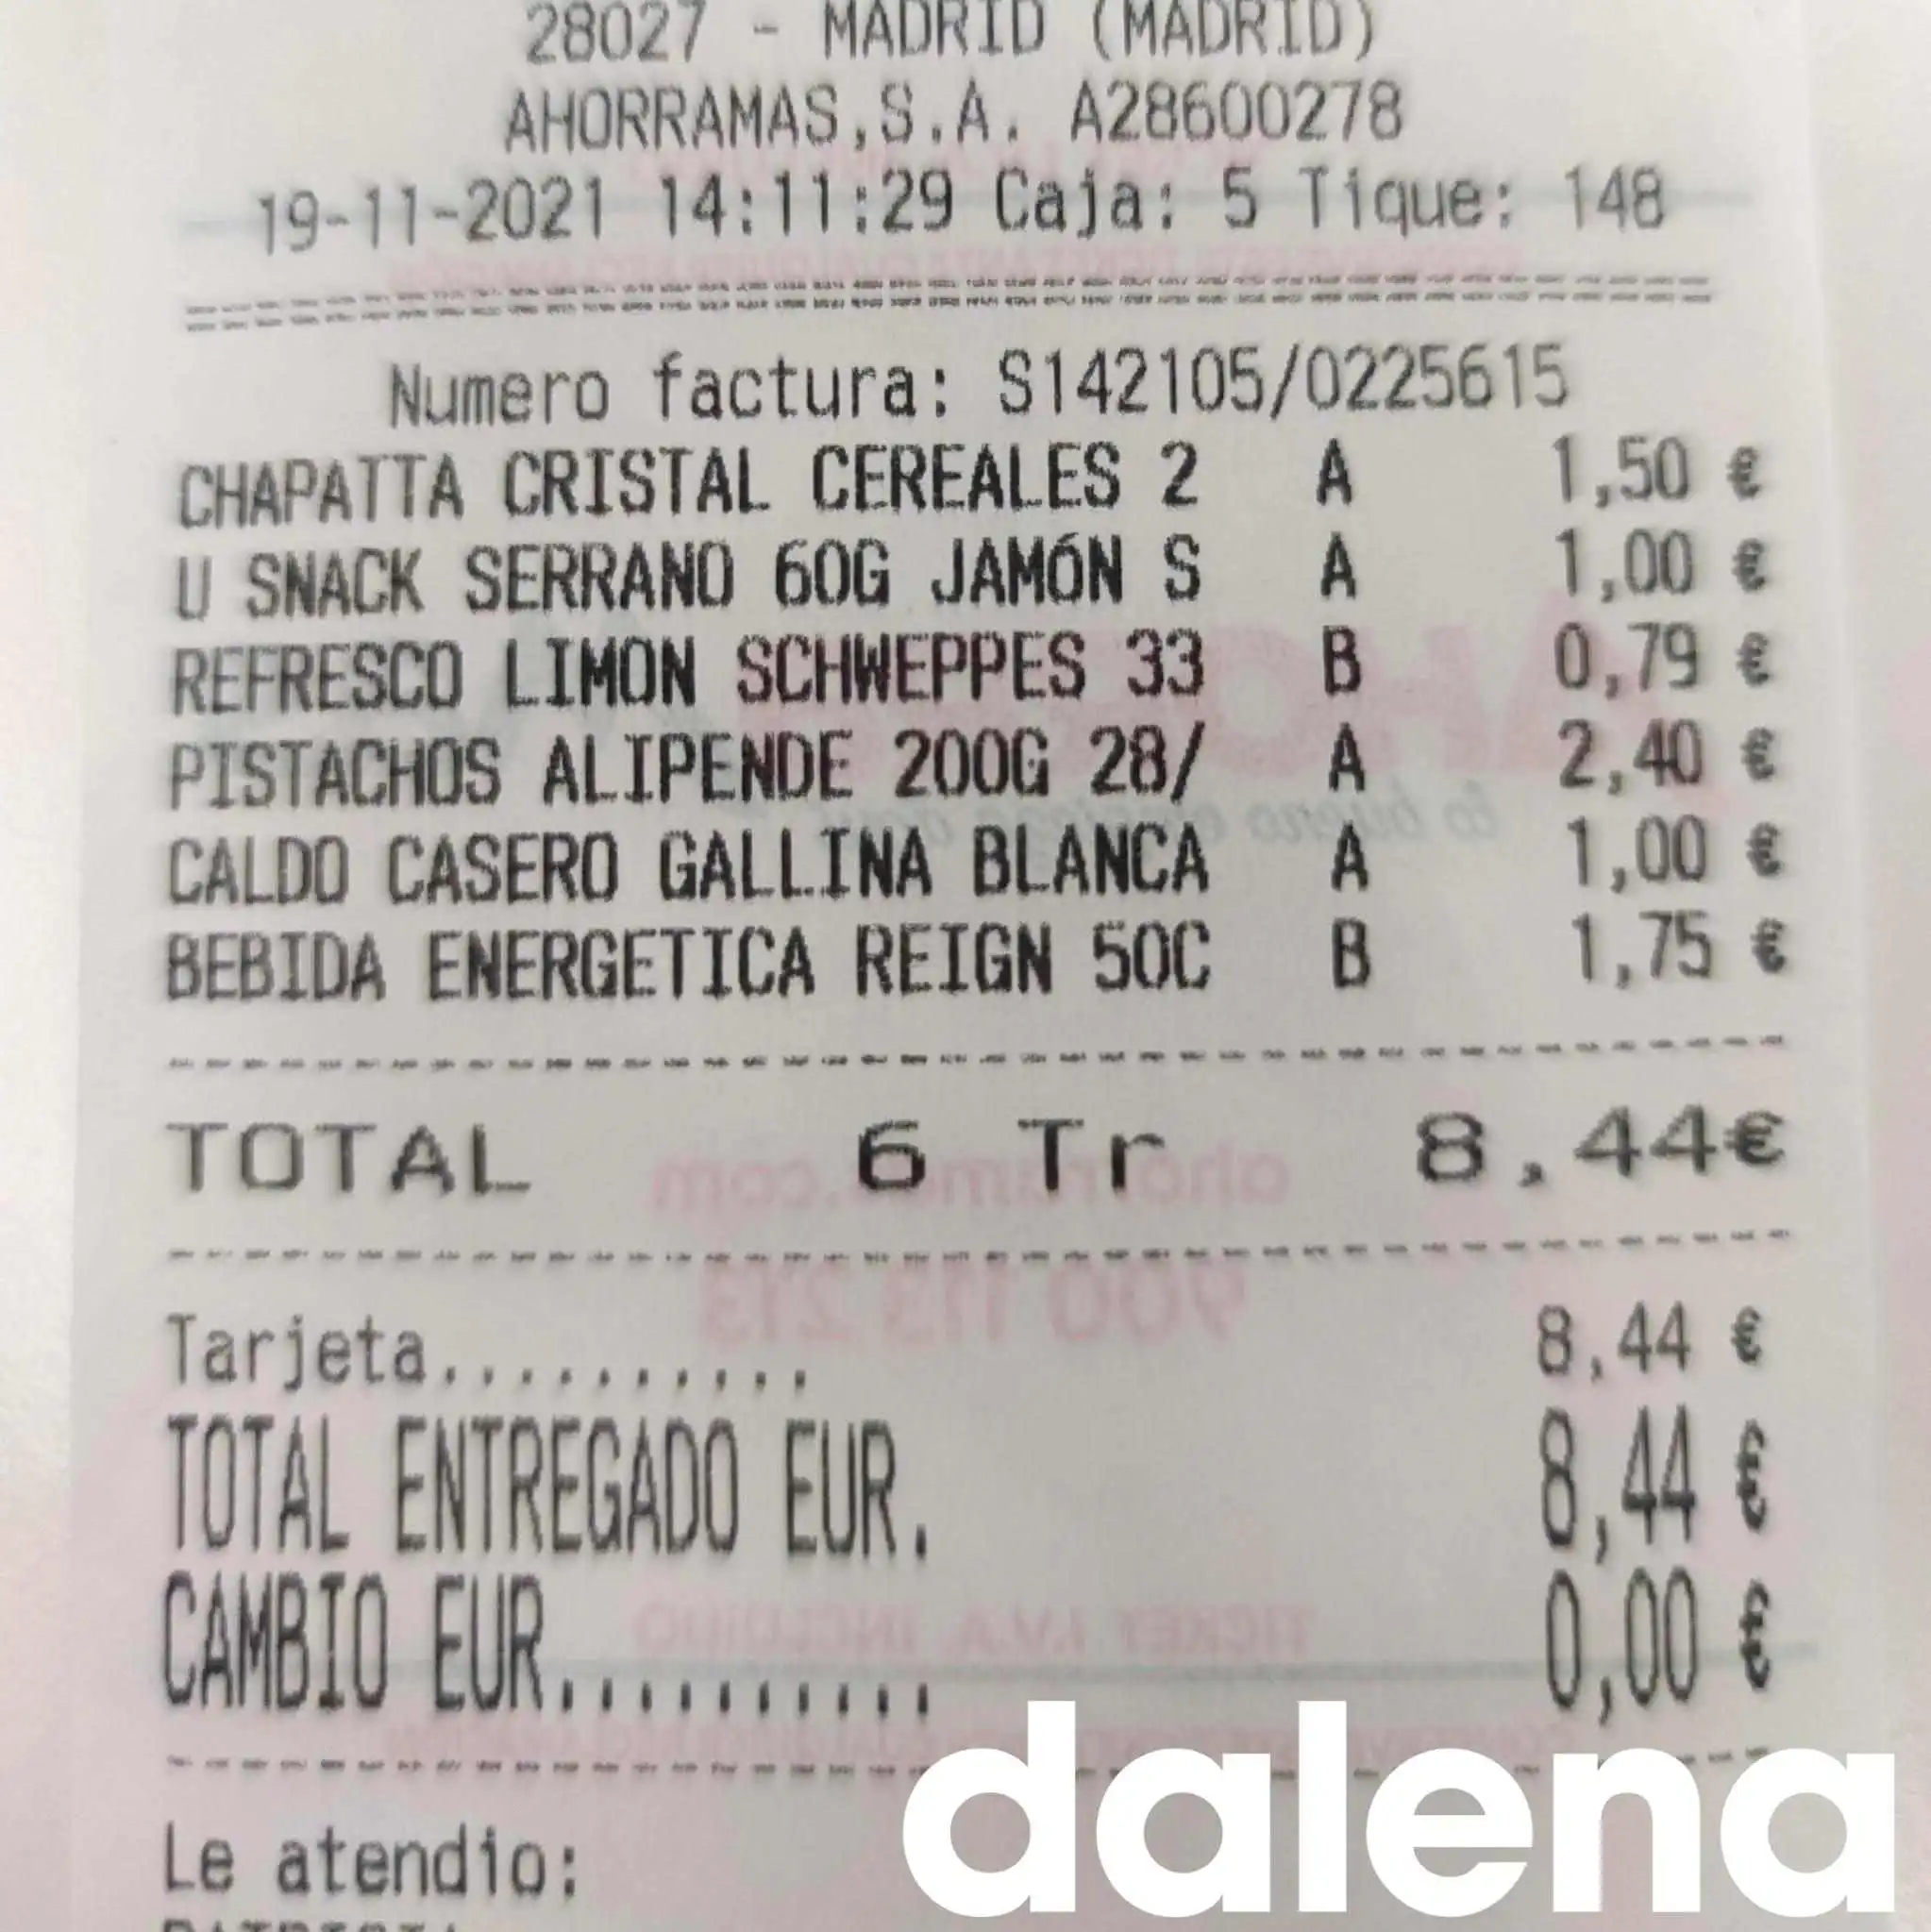 28027 - MADRID (MADRID)
AHORRAMAS,S.A. A28600278
19-11-2021 14:11:29 Caja: 5 Tique: 148
Numero factura: S142105/0225615
CHAPATTA CRISTAL CEREALES 2 A 1,50 €
U SNACK SERRANO 60G JAMÓN S A 1,00 €
REFRESCO LIMON SCHWEPPES 33 B 0,79 €
PISTACHOS ALIPENDE 200G 28/ A 2,40 €
CALDO CASERO GALLINA BLANCA A 1,00 €
BEBIDA ENERGETICA REIGN 50C B 1,75 €
TOTAL 6 Tr 8,44€
Tarjeta.......... 8,44 €
TOTAL ENTREGADO EUR. 8,44 €
CAMBIO EUR.......... 0,00 €
Le atendio:
dalena